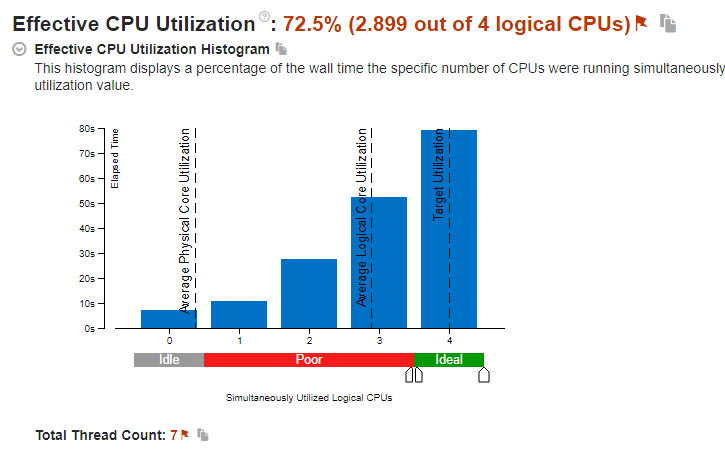 Effective CPU Utilization ?: 72.5% (2.899 out of 4 logical CPUs)
Effective CPU Utilization Histogram
This histogram displays a percentage of the wall time the specific number of CPUs were running simultaneously
utilization value.
80s
70s
60s
50s
40s
30s
20s
10s
0s
Elapsed Time
Average Physical Core Utilization
Average Logical Core Utilization
Target Utilization
0 1 2 3 4
Idle Poor Ideal
Simultaneously Utilized Logical CPUs
Total Thread Count: 7